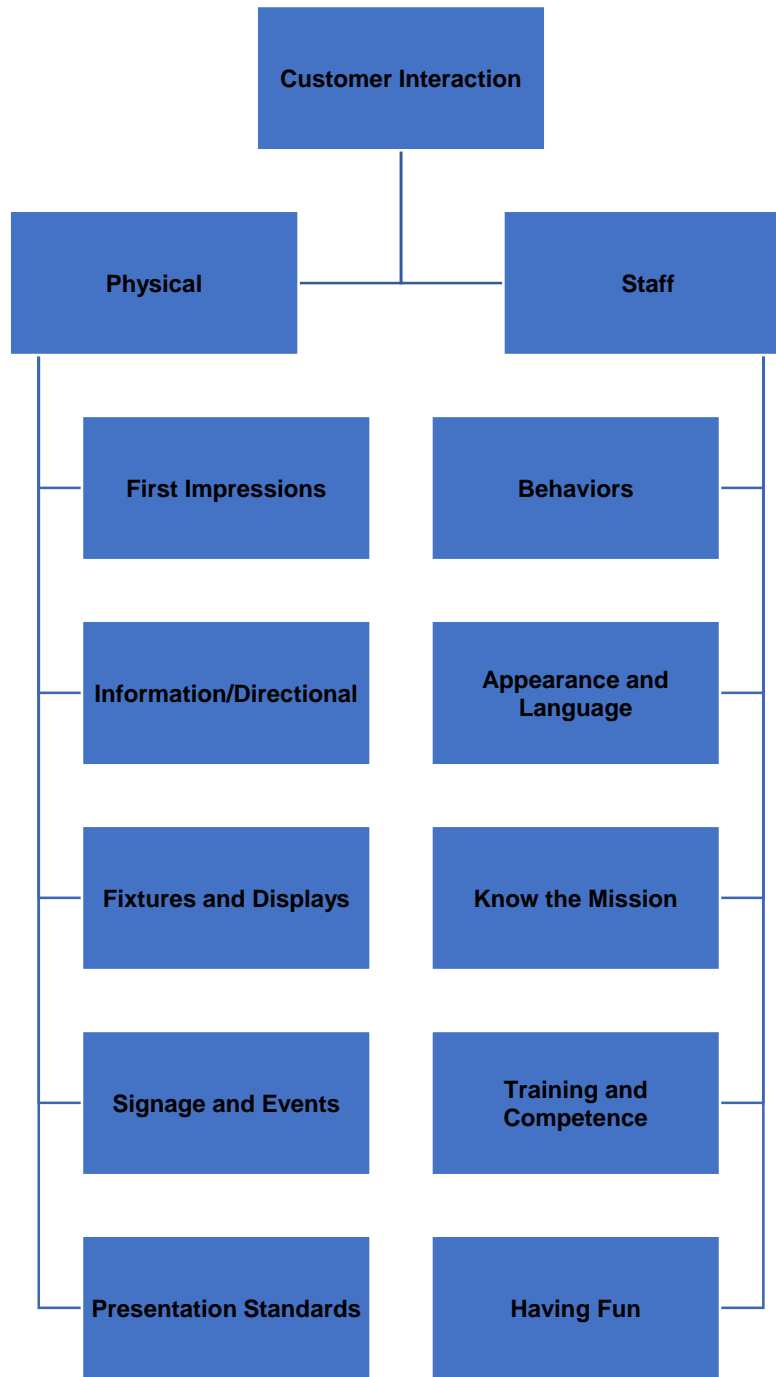 Customer Interaction
Physical
Staff
First Impressions
Behaviors
Information/Directional
Appearance and
Language
Fixtures and Displays
Know the Mission
Signage and Events
Training and
Competence
Presentation Standards
Having Fun